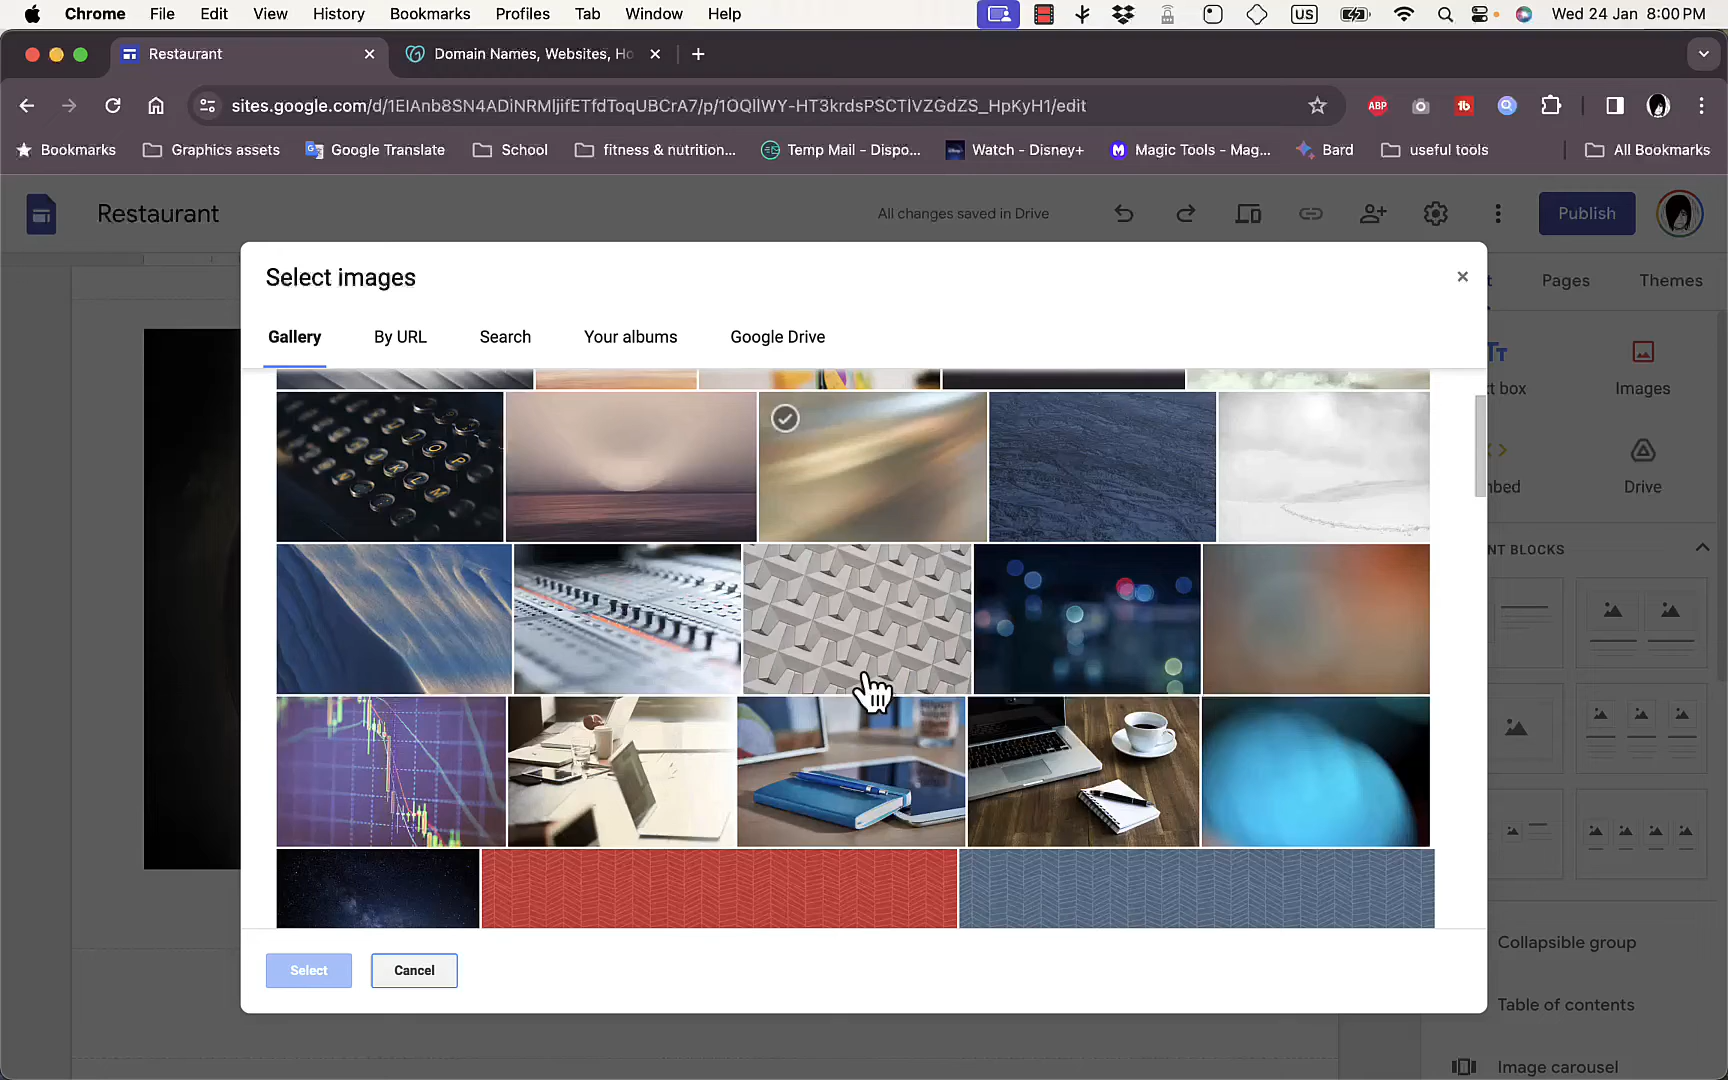 Chrome File Edit View History Bookmarks Profiles Tab Window Help US Wed 24 Jan 8:00 PM
Restaurant Domain Names, Websites, Ho
sites.google.com/d/1EIAnb8SN4ADiNRMljifETfdToqUBCrA7/p/1OQllWY-HT3krdsPSCTlVZGdZS_HpKyH1/edit ABP tb
Bookmarks Graphics assets Google Translate School fitness & nutrition... Temp Mail - Dispo... Watch - Disney+ Magic Tools - Mag... Bard useful tools All Bookmarks
Restaurant All changes saved in Drive Publish
Select images
Pages Themes
Gallery By URL Search Your albums Google Drive
xt box Images
nbed Drive
NT BLOCKS
Select Cancel
Collapsible group
Table of contents
Image carousel